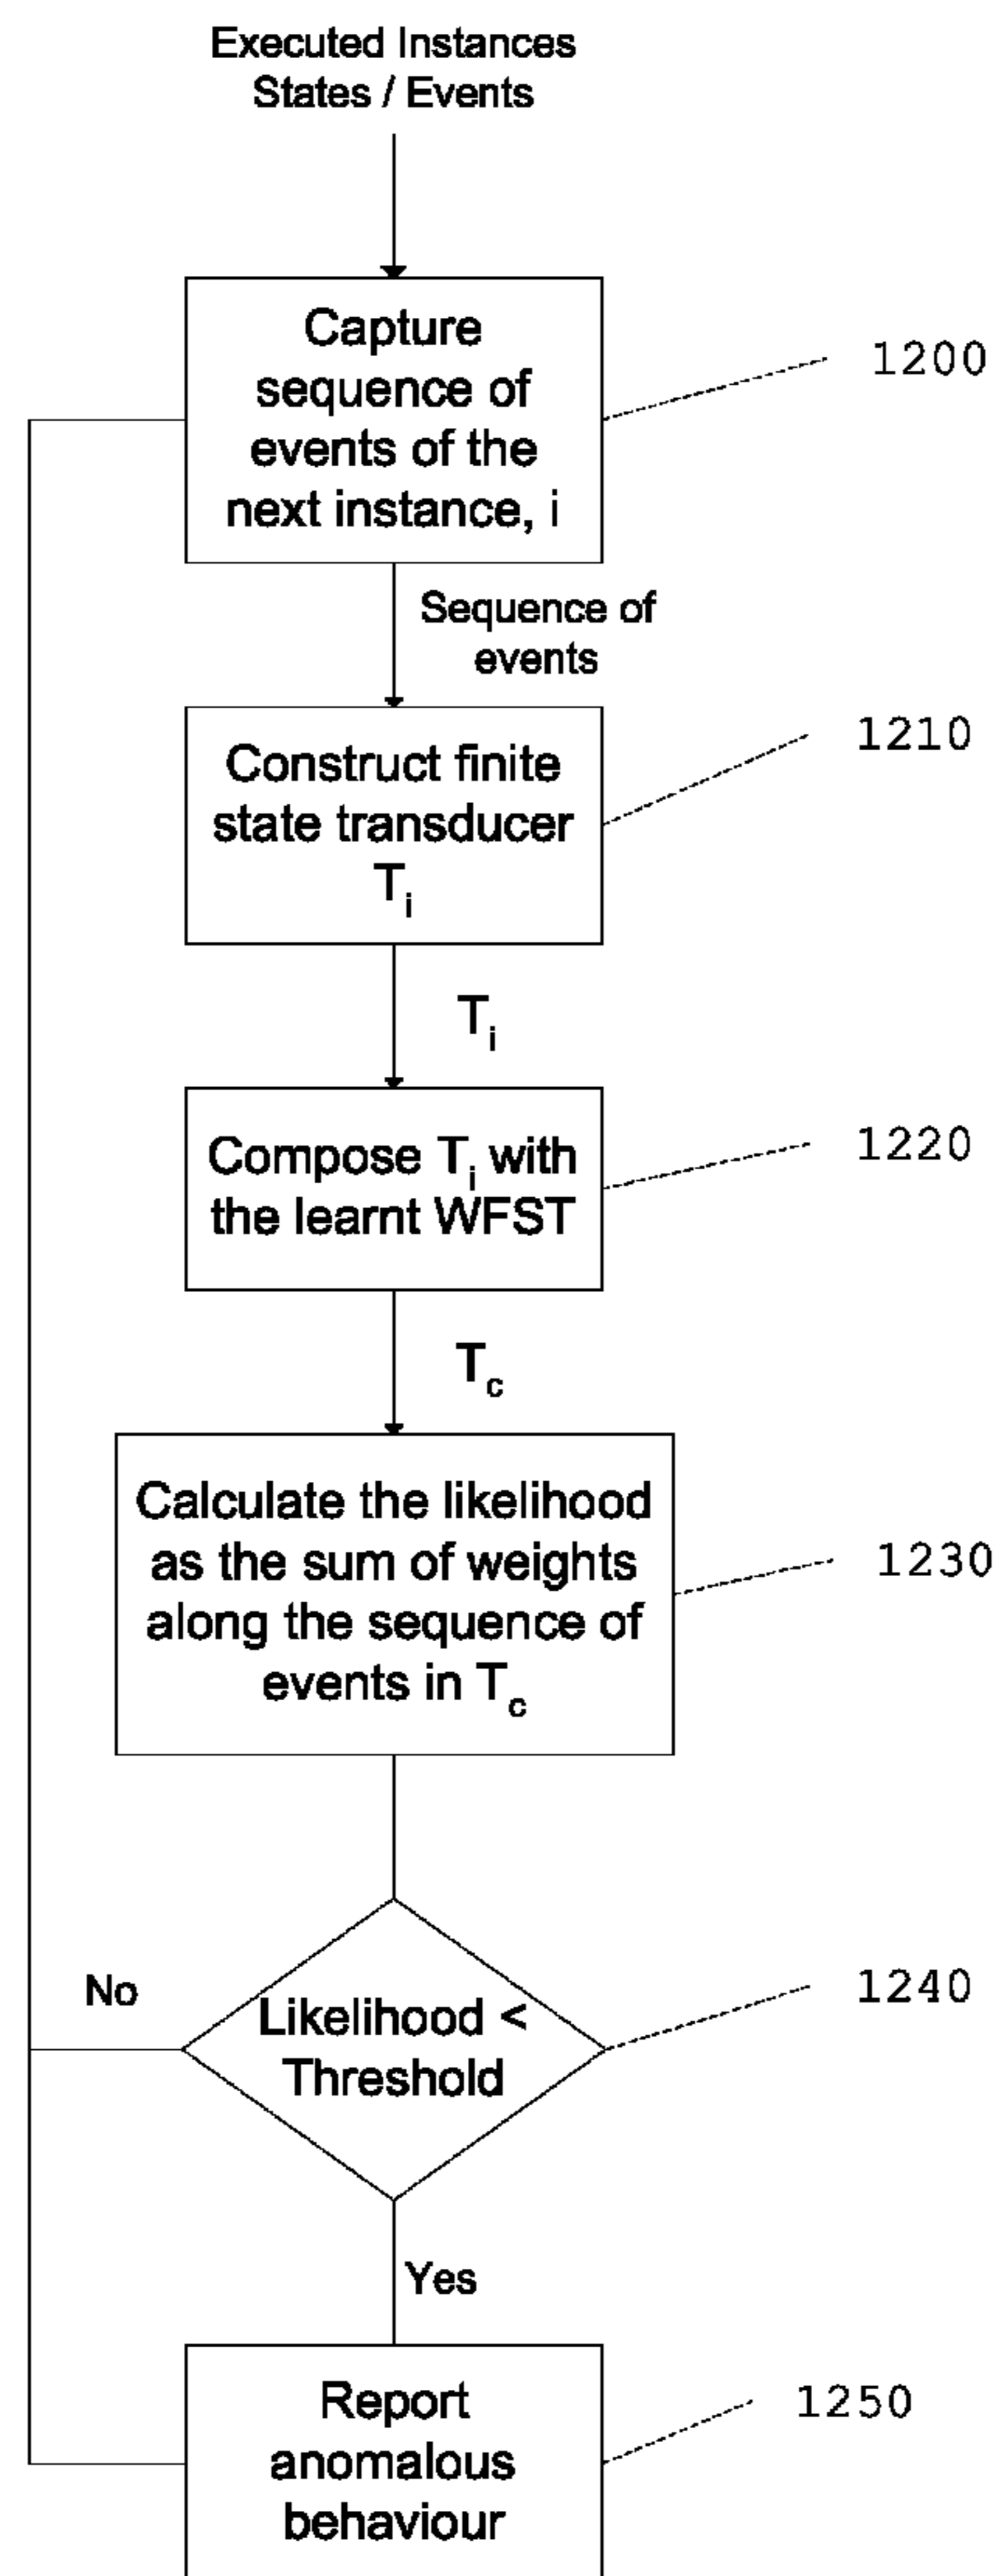 Executed Instances
States / Events
Capture
sequence of
events of the
next instance, i
1200
Sequence of
events
Construct finite
state transducer
Ti
1210
Ti
Compose Ti with
the learnt WFST
1220
Tc
Calculate the likelihood
as the sum of weights
along the sequence of
events in Tc
1230
No
Likelihood <
Threshold
1240
Yes
Report
anomalous
behaviour
1250